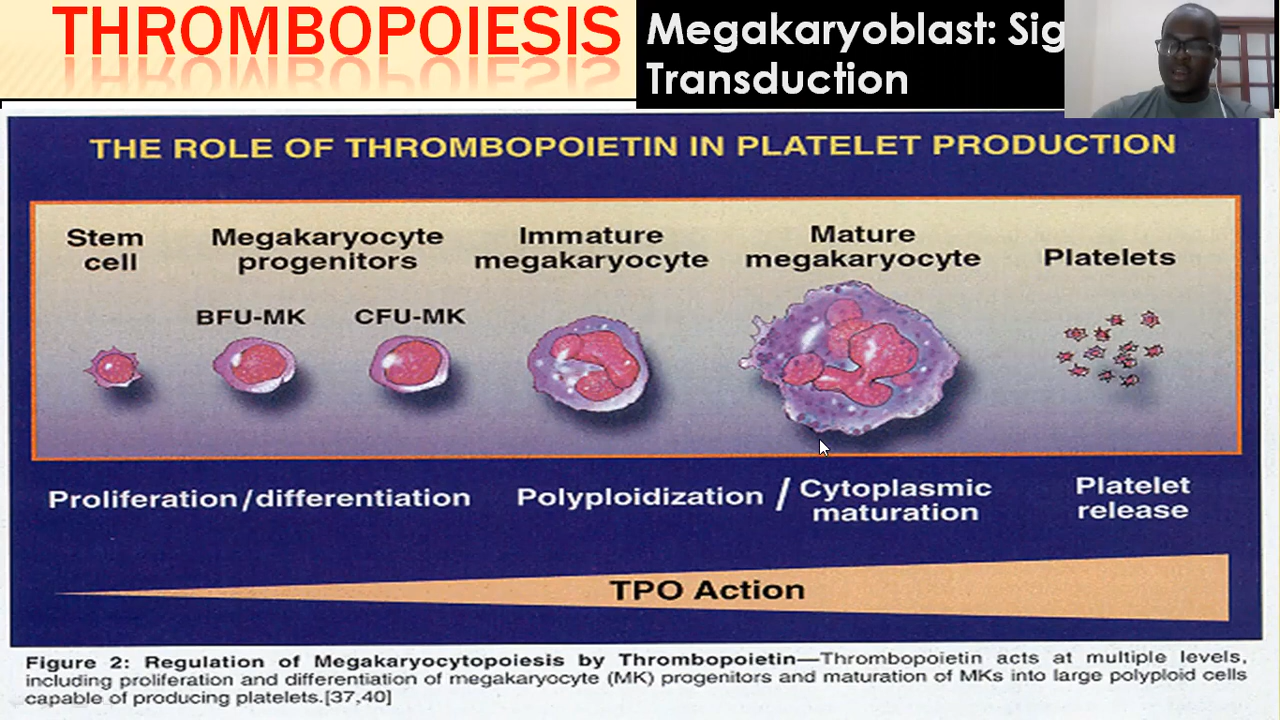 THROMBOPOIESIS
Megakaryoblast: Sig
Transduction
THE ROLE OF THROMBOPOIETIN IN PLATELET PRODUCTION
Stem
cell
Megakaryocyte
progenitors
Immature
megakaryocyte
Mature
megakaryocyte
Platelets
BFU-MK
CFU-MK
Proliferation/differentiation
Polyploidization /
Cytoplasmic
maturation
Platelet
release
TPO Action
Figure 2: Regulation of Megakaryocytopoiesis by Thrombopoietin—Thrombopoietin acts at multiple levels,
including proliferation and differentiation of megakaryocyte (MK) progenitors and maturation of MKs into large polyploid cells
capable of producing platelets.[37,40]